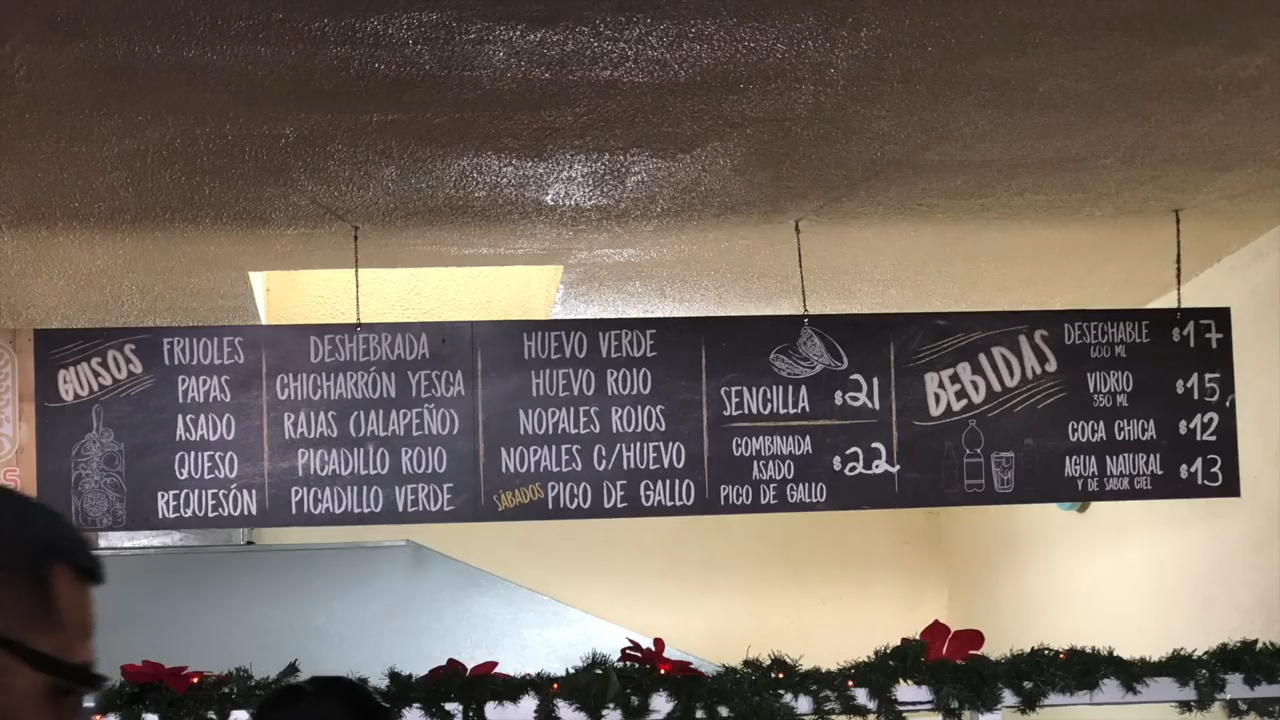 GUISOS
FRIJOLES
PAPAS
ASADO
QUESO
REQUESÓN
DESHEBRADA
CHICHARRÓN YESCA
RAJAS (JALAPEÑO)
PICADILLO ROJO
PICADILLO VERDE
HUEVO VERDE
HUEVO ROJO
NOPALES ROJOS
NOPALES C/HUEVO
SÁBADOS PICO DE GALLO
SENCILLA $21
COMBINADA
ASADO $22
PICO DE GALLO
BEBIDAS
DESECHABLE $17
600 ML
VIDRIO $15
350 ML
COCA CHICA $12
AGUA NATURAL $13
Y DE SABOR CIEL